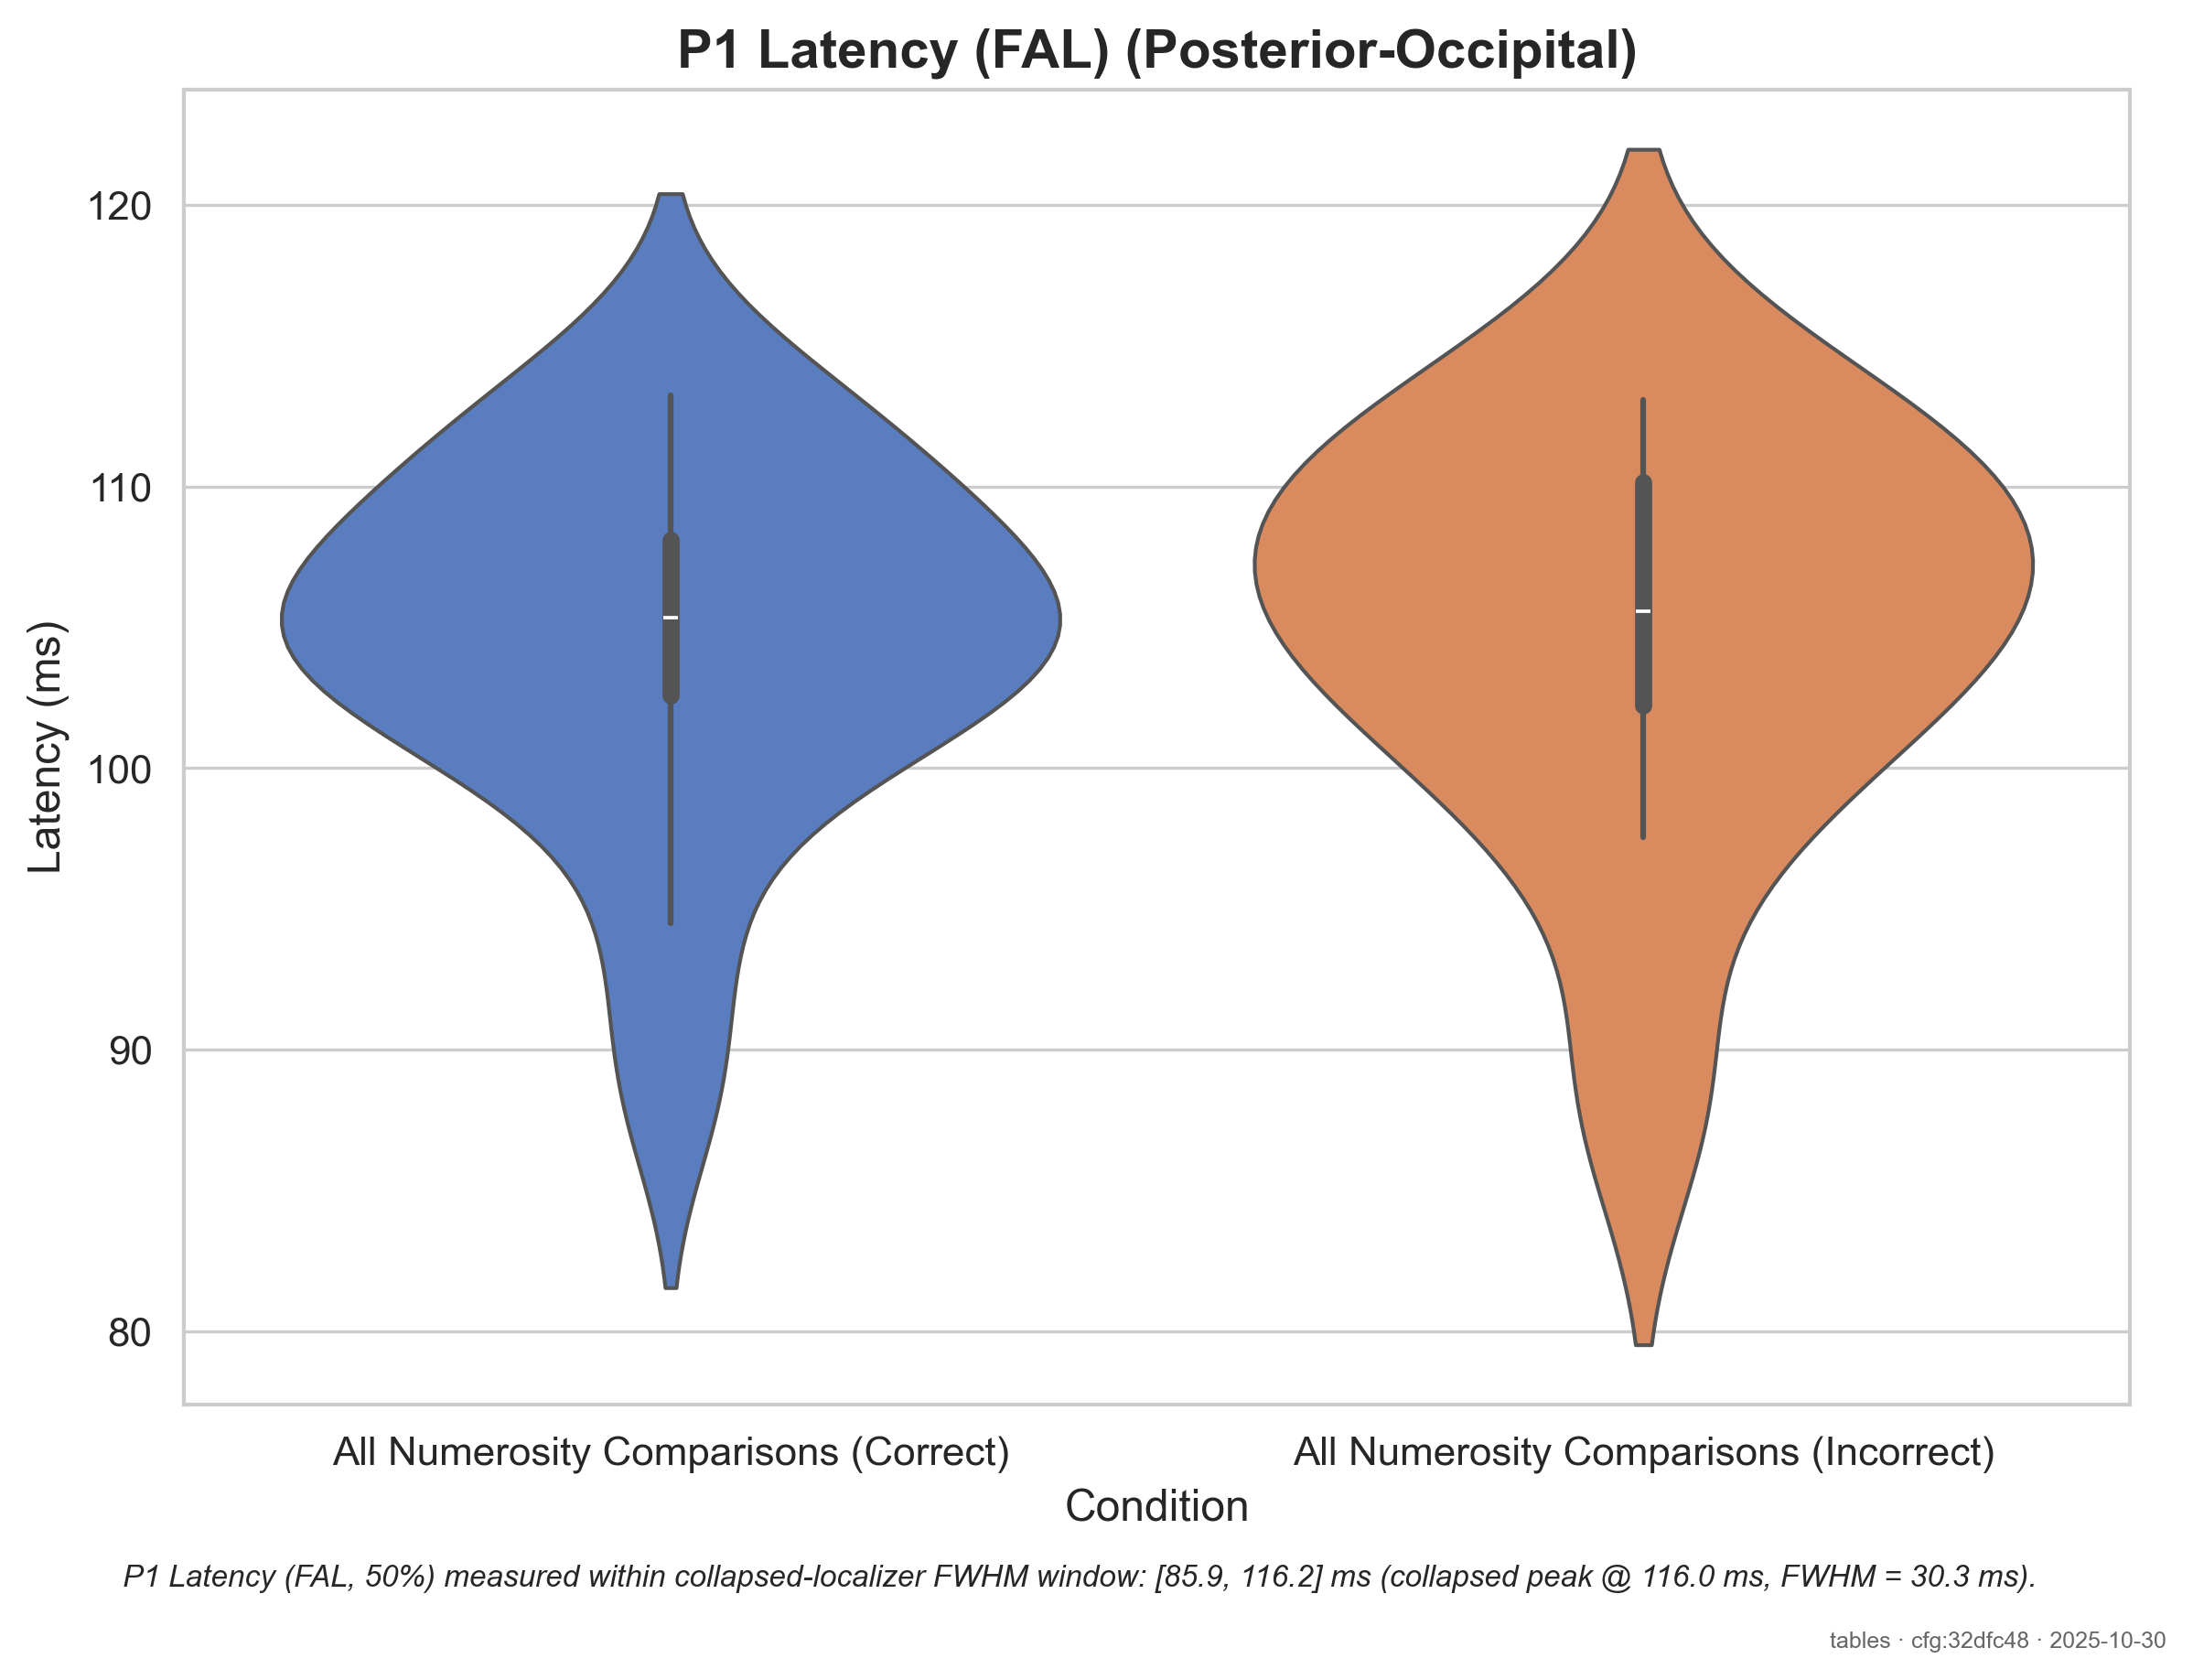 P1 Latency (FAL) (Posterior-Occipital)
Latency (ms)
120
110
100
90
80
All Numerosity Comparisons (Correct)
All Numerosity Comparisons (Incorrect)
Condition
P1 Latency (FAL, 50%) measured within collapsed-localizer FWHM window: [85.9, 116.2] ms (collapsed peak @ 116.0 ms, FWHM = 30.3 ms).
tables · cfg:32dfc48 · 2025-10-30